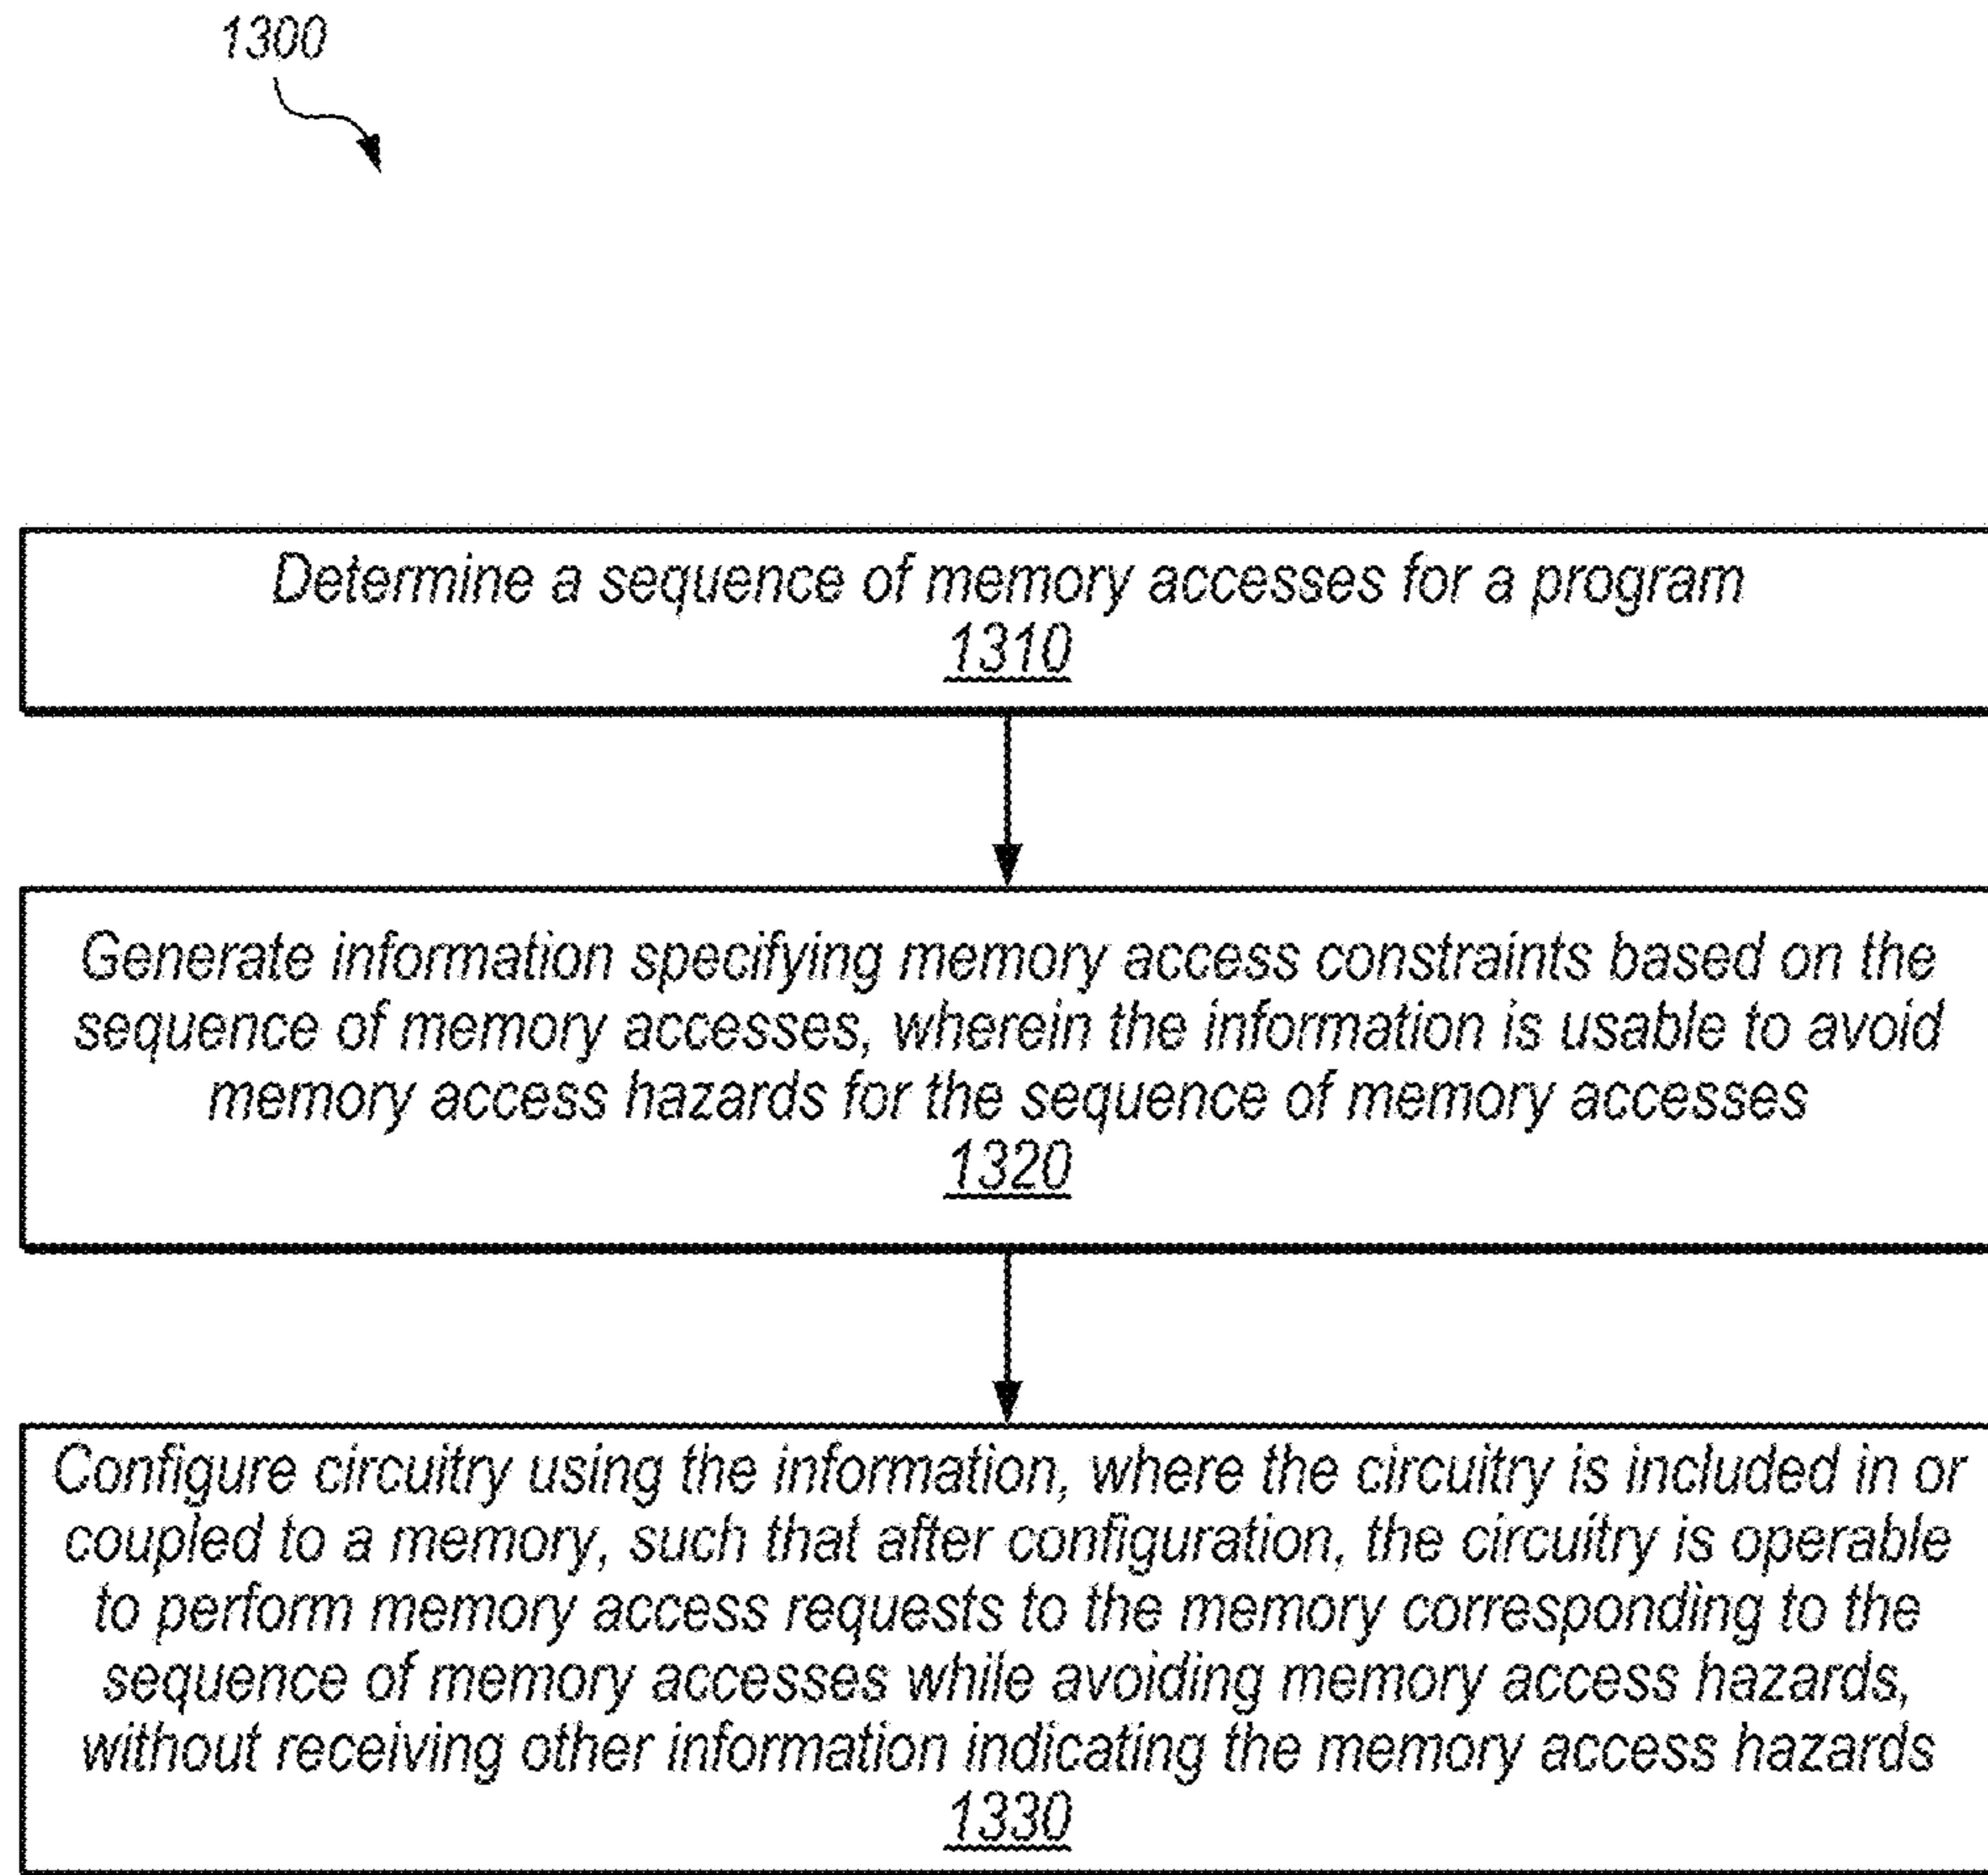 1300
Determine a sequence of memory accesses for a program
1310
Generate information specifying memory access constraints based on the
sequence of memory accesses, wherein the information is usable to avoid
memory access hazards for the sequence of memory accesses
1320
Configure circuitry using the information, where the circuitry is included in or
coupled to a memory, such that after configuration, the circuitry is operable
to perform memory access requests to the memory corresponding to the
sequence of memory accesses while avoiding memory access hazards,
without receiving other information indicating the memory access hazards
1330